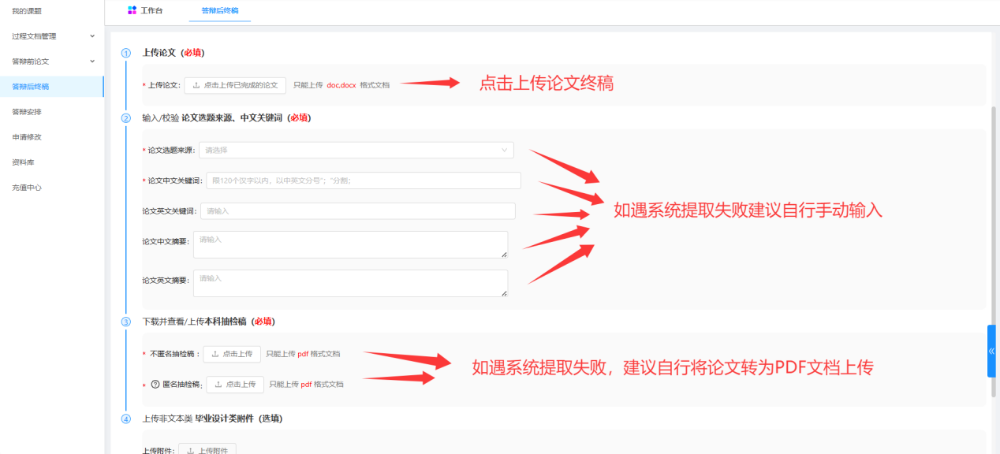 我的课题
过程文档管理
答辩前论文
答辩后终稿
答辩安排
申请修改
资料库
充值中心
工作台 答辩后终稿
1 上传论文（必填）
* 上传论文: 点击上传已完成的论文 只能上传 doc,docx 格式文档
点击上传论文终稿
2 输入/校验 论文选题来源、中文关键词（必填）
* 论文选题来源: 请选择
* 论文中文关键词: 限120个汉字以内，以中英文分号“；”分割；
论文英文关键词: 请输入
论文中文摘要: 请输入
论文英文摘要: 请输入
如遇系统提取失败建议自行手动输入
3 下载并查看/上传本科抽检稿（必填）
* 不匿名抽检稿： 点击上传 只能上传 pdf 格式文档
* ? 匿名抽检稿: 点击上传 只能上传 pdf 格式文档
如遇系统提取失败，建议自行将论文转为PDF文档上传
4 上传非文本类 毕业设计类附件（选填）
上传附件: 上传附件